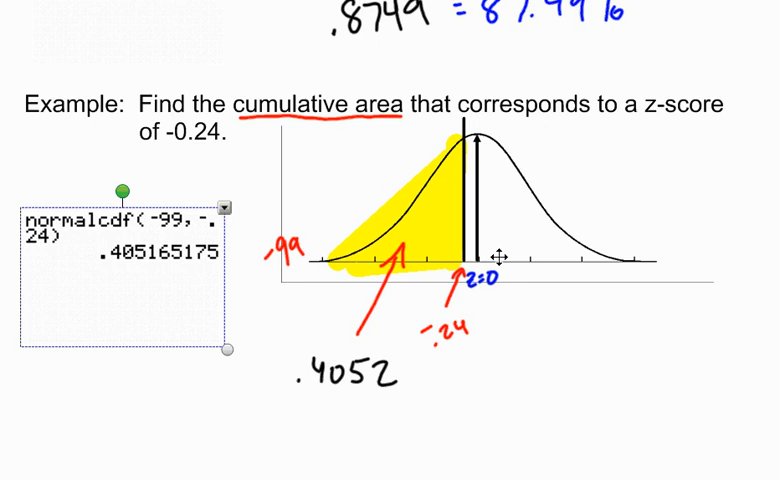 .8749 = 87.49%
Example: Find the cumulative area that corresponds to a z-score
of -0.24.
normalcdf(-99,-.
24)
.405165175
-99
z=0
-.24
.4052